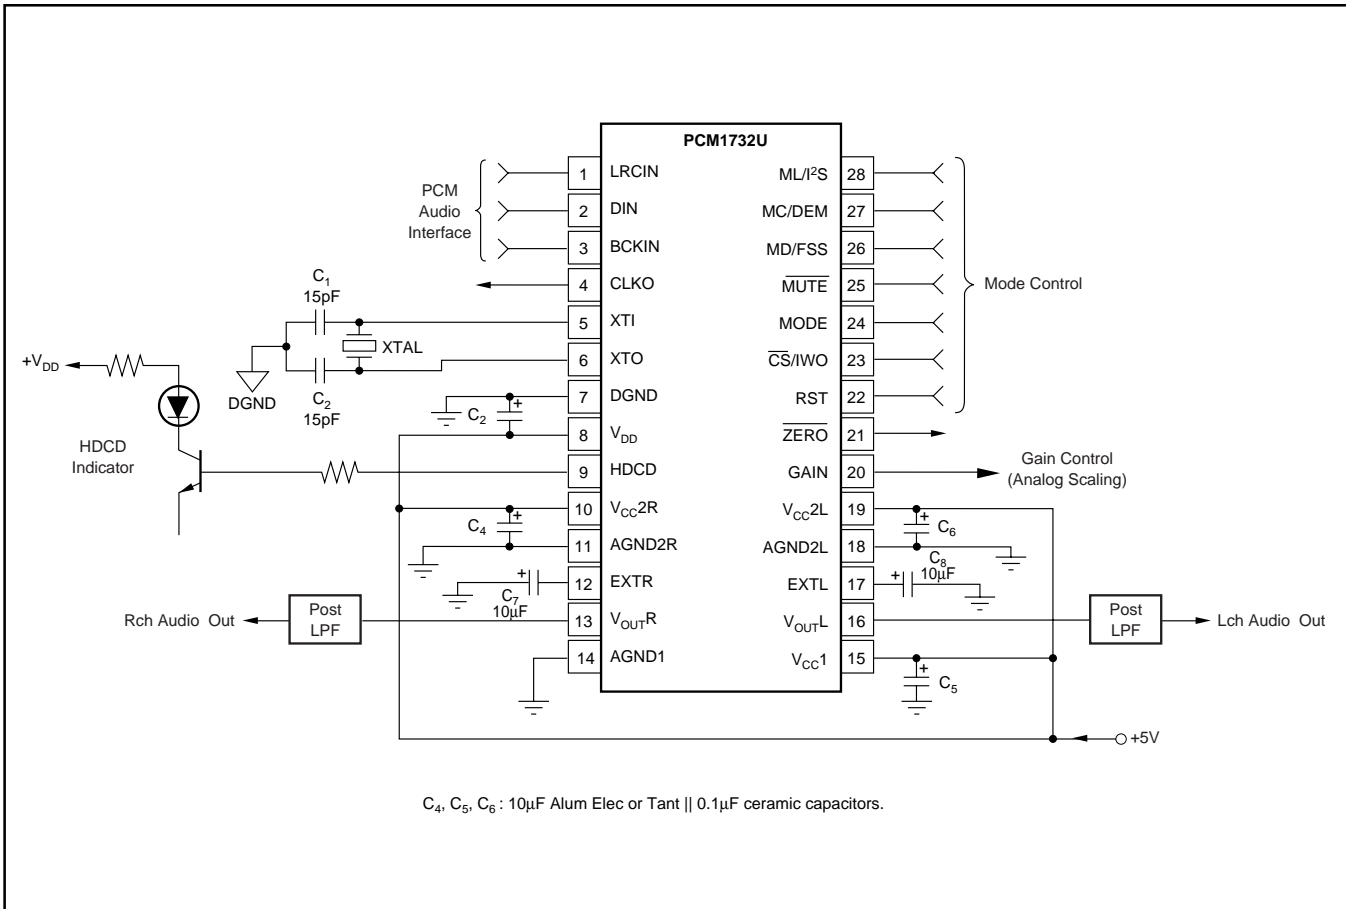 PCM1732U
PCM
Audio
Interface
1 LRCIN
2 DIN
3 BCKIN
4 CLKO
5 XTI
6 XTO
7 DGND
8 VDD
9 HDCD
10 VCC2R
11 AGND2R
12 EXTR
13 VOUTR
14 AGND1
ML/I²S 28
MC/DEM 27
MD/FSS 26
MUTE 25
MODE 24
CS/IWO 23
RST 22
ZERO 21
GAIN 20
VCC2L 19
AGND2L 18
EXTL 17
VOUTL 16
VCC1 15
Mode Control
Gain Control
(Analog Scaling)
C1
15pF
XTAL
C2
15pF
DGND
+VDD
HDCD
Indicator
+
C2
+
C4
+
C7
10µF
+
C6
C8
+
10µF
+
C5
Rch Audio Out
Post
LPF
Post
LPF
Lch Audio Out
+5V
C4, C5, C6 : 10µF Alum Elec or Tant || 0.1µF ceramic capacitors.